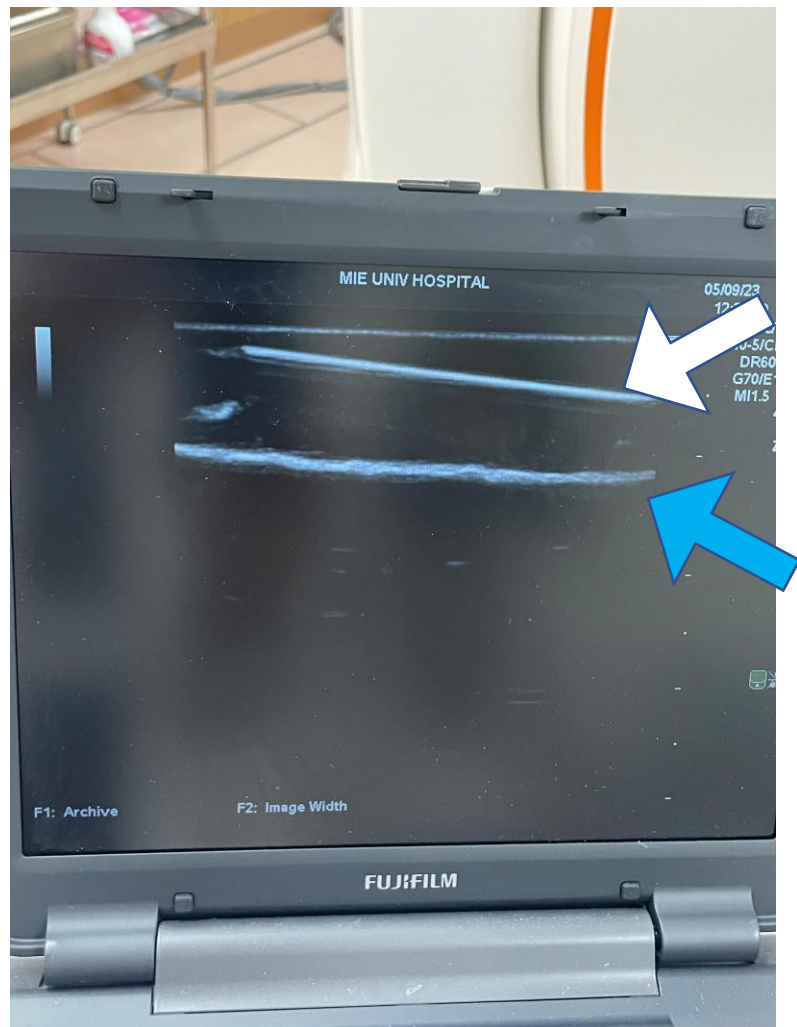 MIE UNIV HOSPITAL
05/09/23
DR60
MI1.5
F1: Archive
F2: Image Width
FUJIFILM